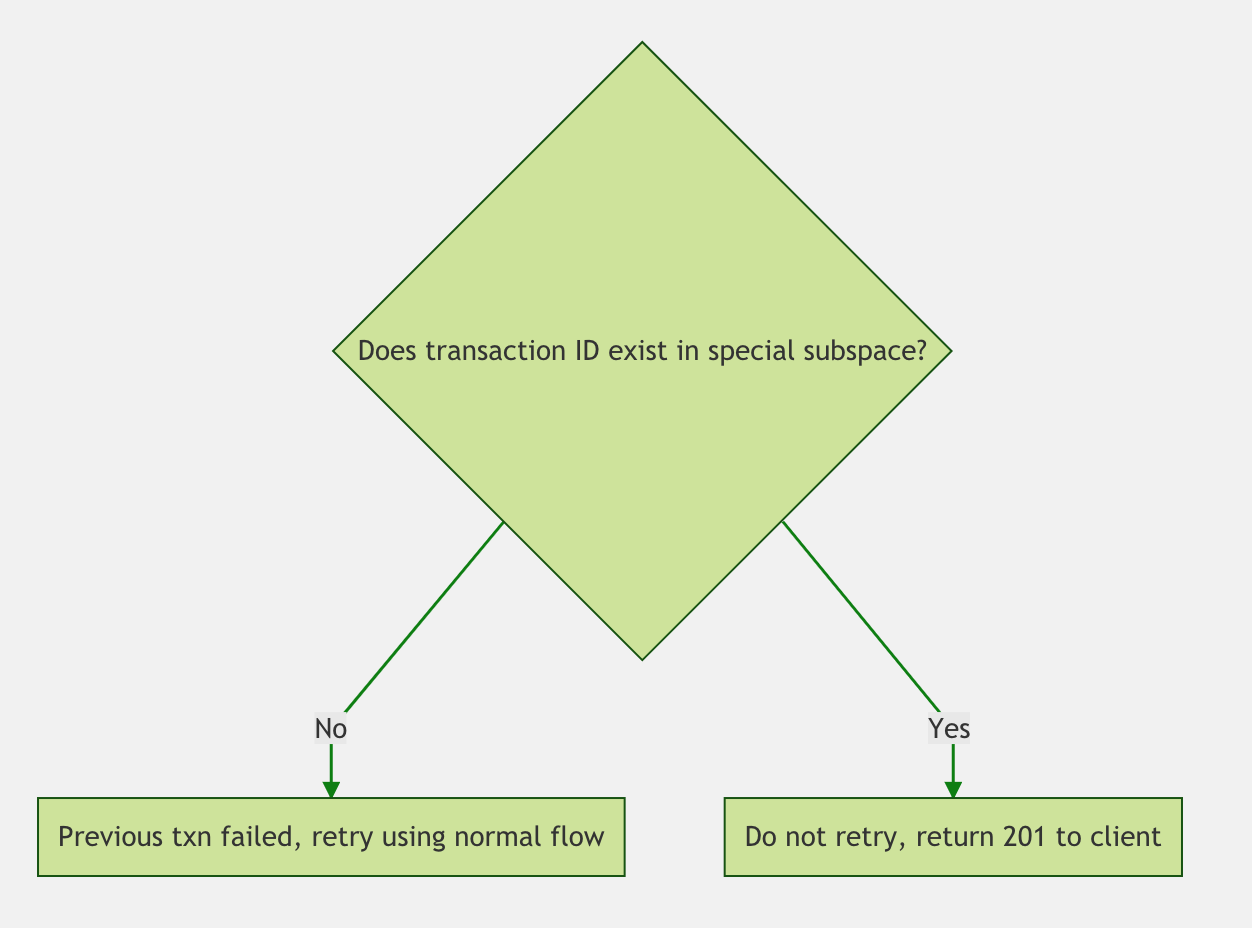 Does transaction ID exist in special subspace?
No
Yes
Previous txn failed, retry using normal flow
Do not retry, return 201 to client